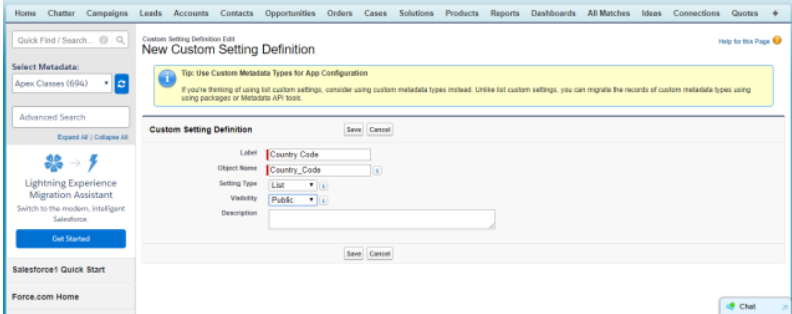 Home Chatter Campaigns Leads Accounts Contacts Opportunities Orders Cases Solutions Products Reports Dashboards All Matches Ideas Connections Quotes +
Quick Find / Search...
Select Metadata:
Apex Classes (694)
Advanced Search
Expand All | Collapse All
Lightning Experience
Migration Assistant
Switch to the modern, intelligent
Salesforce
Get Started
Salesforce1 Quick Start
Force.com Home
Custom Setting Definition Edit
New Custom Setting Definition
Help for this Page
Tip: Use Custom Metadata Types for App Configuration
If you're thinking of using list custom settings, consider using custom metadata types instead. Unlike list custom settings, you can migrate the records of custom metadata types using
using packages or Metadata API tools.
Custom Setting Definition Save Cancel
Label Country Code
Object Name Country_Code
Setting Type List
Visibility Public
Description
Save Cancel
Chat